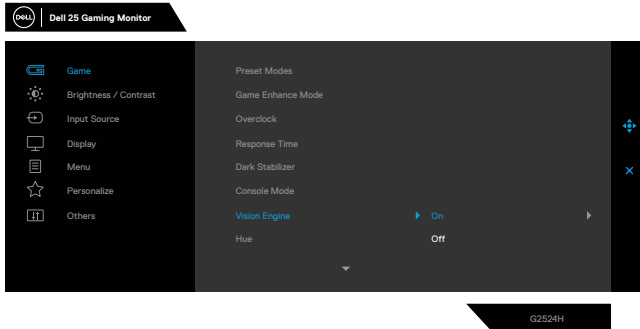 DELL
Dell 25 Gaming Monitor
Game
Brightness / Contrast
Input Source
Display
Menu
Personalize
Others
Preset Modes
Game Enhance Mode
Overclock
Response Time
Dark Stabilizer
Console Mode
Vision Engine On
Hue Off
G2524H